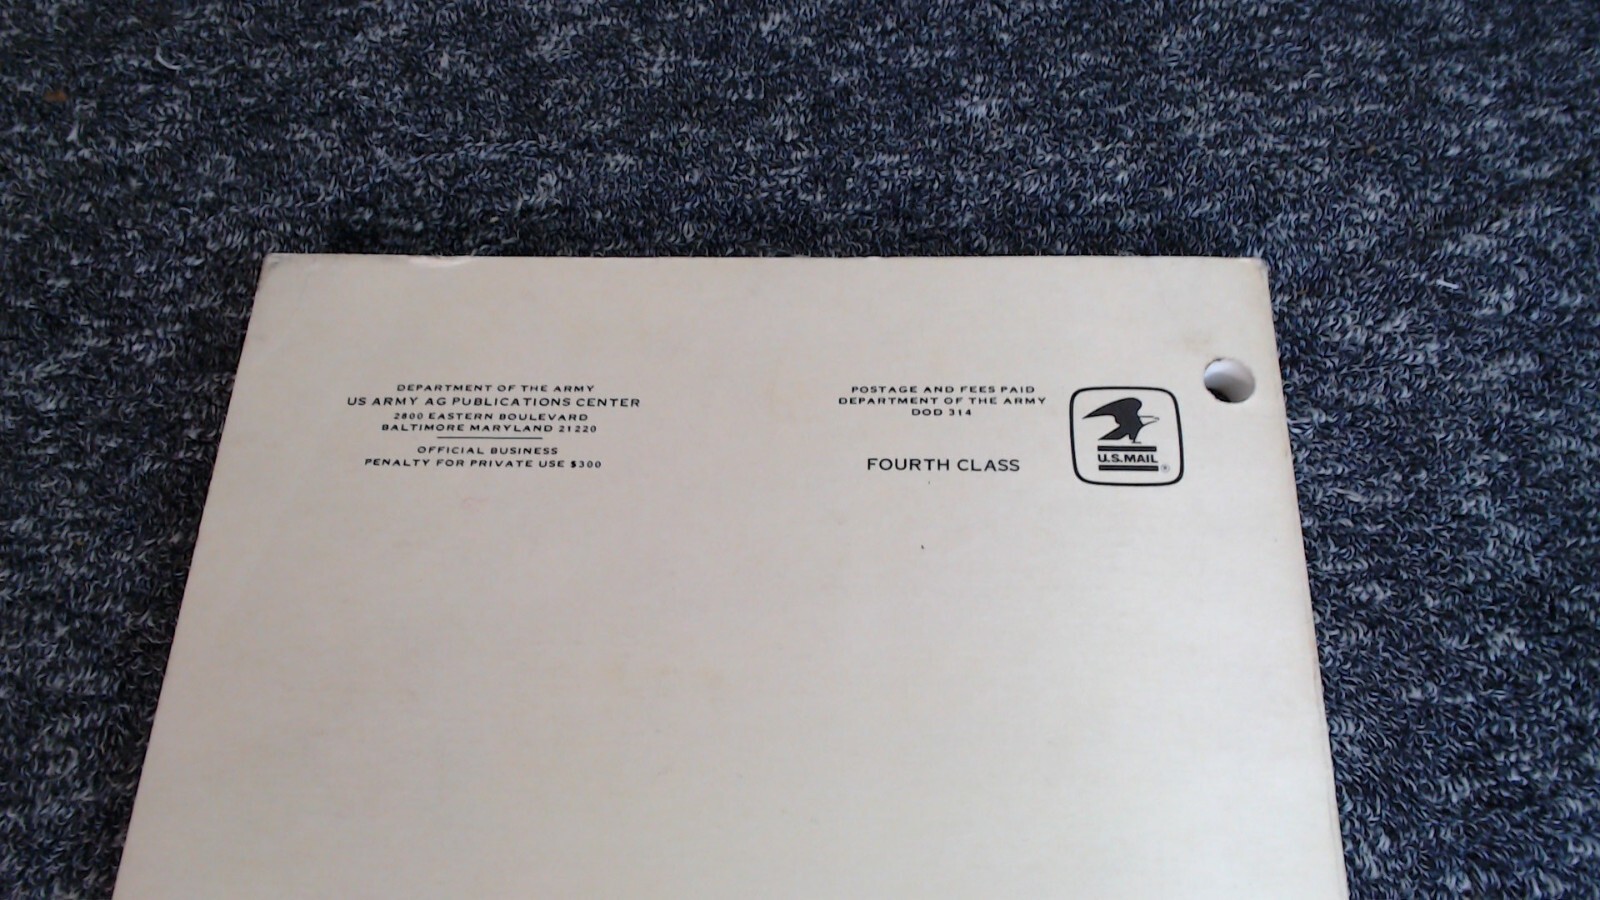 DEPARTMENT OF THE ARMY
US ARMY AG PUBLICATIONS CENTER
2800 EASTERN BOULEVARD
BALTIMORE MARYLAND 21220
OFFICIAL BUSINESS
PENALTY FOR PRIVATE USE $300
POSTAGE AND FEES PAID
DEPARTMENT OF THE ARMY
DOD 314
FOURTH CLASS
U.S.MAIL ®